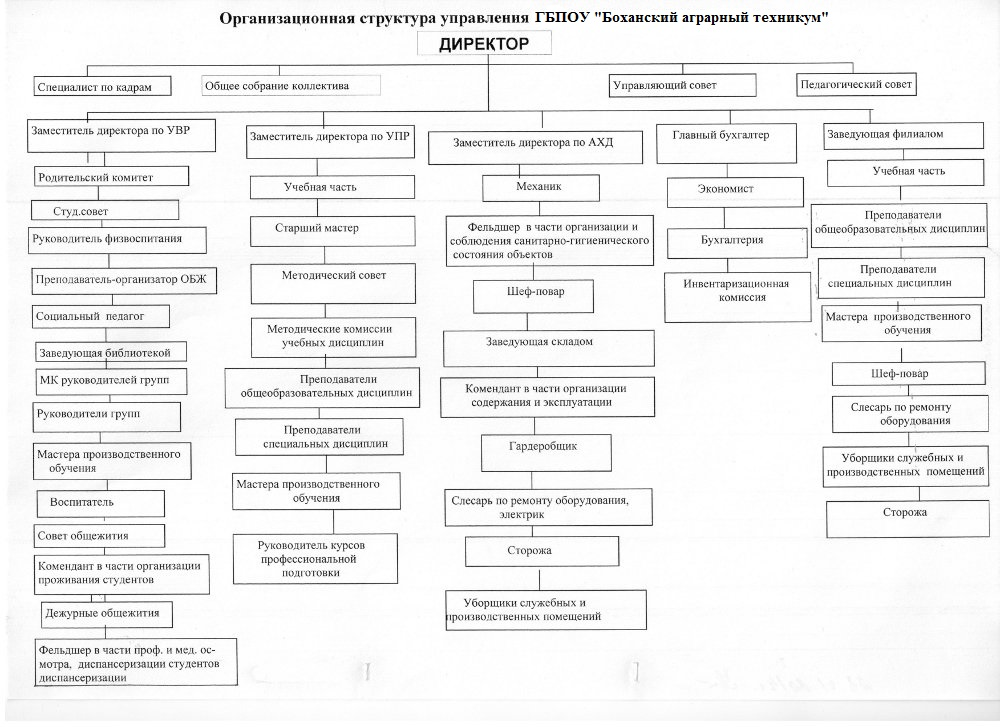 Организационная структура управления ГБПОУ "Боханский аграрный техникум"
ДИРЕКТОР
Специалист по кадрам
Общее собрание коллектива
Управляющий совет
Педагогический совет
Заместитель директора по УВР
Родительский комитет
Студ.совет
Руководитель физвоспитания
Преподаватель-организатор ОБЖ
Социальный педагог
Заведующая библиотекой
МК руководителей групп
Руководители групп
Мастера производственного
обучения
Воспитатель
Совет общежития
Комендант в части организации
проживания студентов
Дежурные общежития
Фельдшер в части проф. и мед. ос-
мотра, диспансеризации студентов
диспансеризации
Заместитель директора по УПР
Учебная часть
Старший мастер
Методический совет
Методические комиссии
учебных дисциплин
Преподаватели
общеобразовательных дисциплин
Преподаватели
специальных дисциплин
Мастера производственного
обучения
Руководитель курсов
профессиональной
подготовки
Заместитель директора по АХД
Механик
Фельдшер в части организации и
соблюдения санитарно-гигиенического
состояния объектов
Шеф-повар
Заведующая складом
Комендант в части организации
содержания и эксплуатации
Гардеробщик
Слесарь по ремонту оборудования,
электрик
Сторожа
Уборщики служебных и
производственных помещений
Главный бухгалтер
Экономист
Бухгалтерия
Инвентаризационная
комиссия
Заведующая филиалом
Учебная часть
Преподаватели
общеобразовательных дисциплин
Преподаватели
специальных дисциплин
Мастера производственного
обучения
Шеф-повар
Слесарь по ремонту
оборудования
Уборщики служебных и
производственных помещений
Сторожа